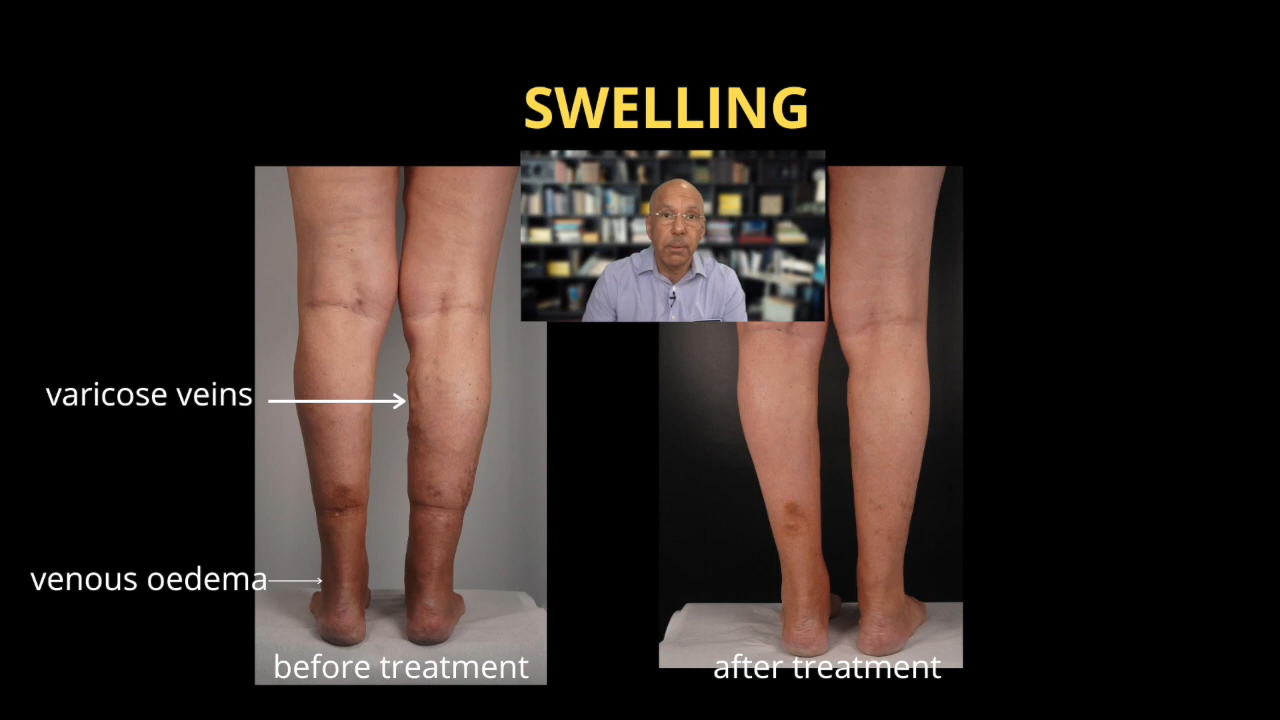 SWELLING
varicose veins
venous oedema
before treatment
after treatment